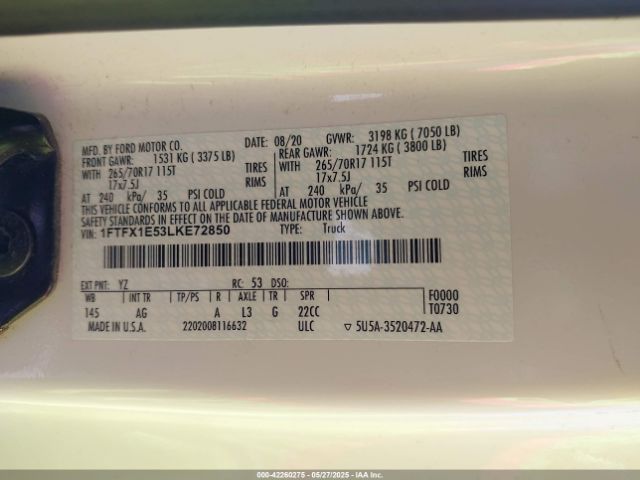 MFD. BY FORD MOTOR CO. DATE: 08/20 GVWR: 3198 KG ( 7050 LB)
FRONT GAWR: 1531 KG ( 3375 LB) REAR GAWR: 1724 KG ( 3800 LB)
WITH 265/70R17 115T TIRES WITH 265/70R17 115T TIRES
17x7.5J RIMS 17x7.5J RIMS
AT 240 kPa/ 35 PSI COLD AT 240 kPa/ 35 PSI COLD
THIS VEHICLE CONFORMS TO ALL APPLICABLE FEDERAL MOTOR VEHICLE
SAFETY STANDARDS IN EFFECT ON THE DATE OF MANUFACTURE SHOWN ABOVE.
VIN: 1FTFX1E53LKE72850 TYPE: Truck
EXT PNT: YZ RC: 53 DSO:
WB INT TR TP/PS R AXLE TR SPR F0000
145 AG A L3 G 22CC T0730
MADE IN U.S.A. 2202008116632 ULC ▽ 5U5A-3520472-AA
000-42260275 - 05/27/2025 - IAAI.COM